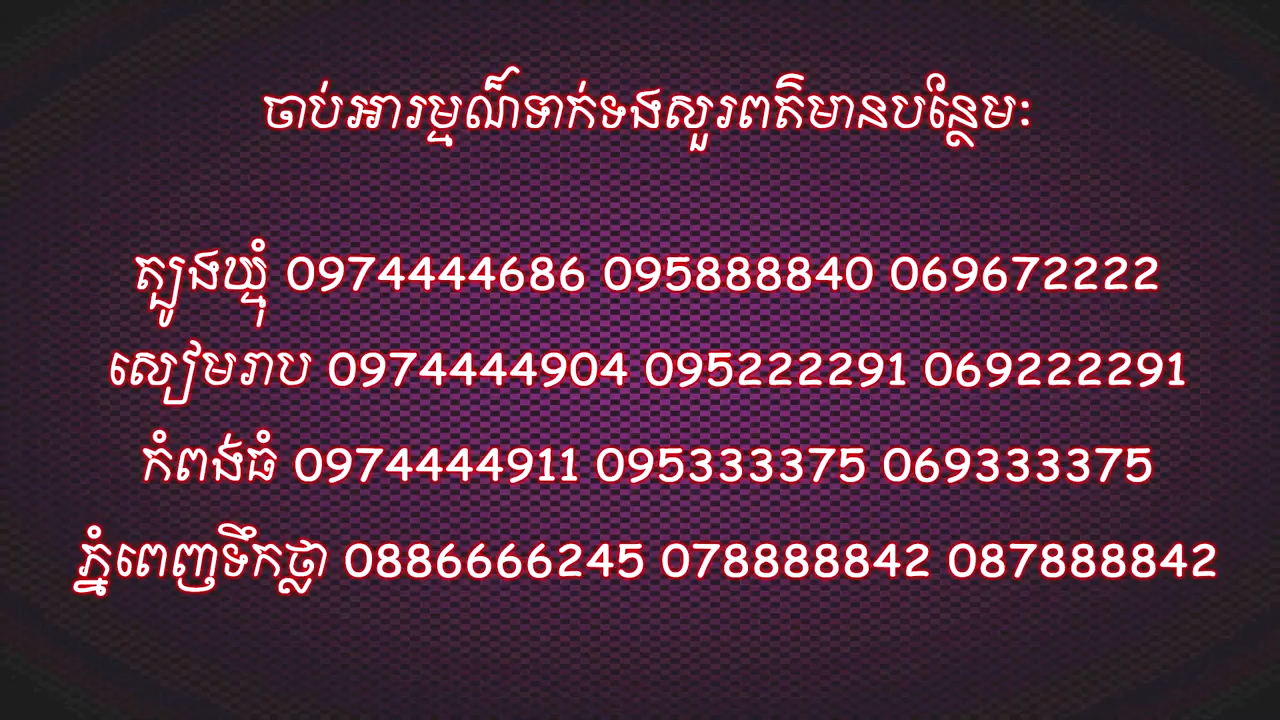 ចាប់អារម្មណ៍ទាក់ទងសួរពត៌មានបន្ថែម:
ត្បូងឃ្មុំ 0974444686 095888840 069672222
សៀមរាប 0974444904 095222291 069222291
កំពង់ធំ 0974444911 095333375 069333375
ភ្នំពេញទឹកថ្លា 0886666245 078888842 087888842